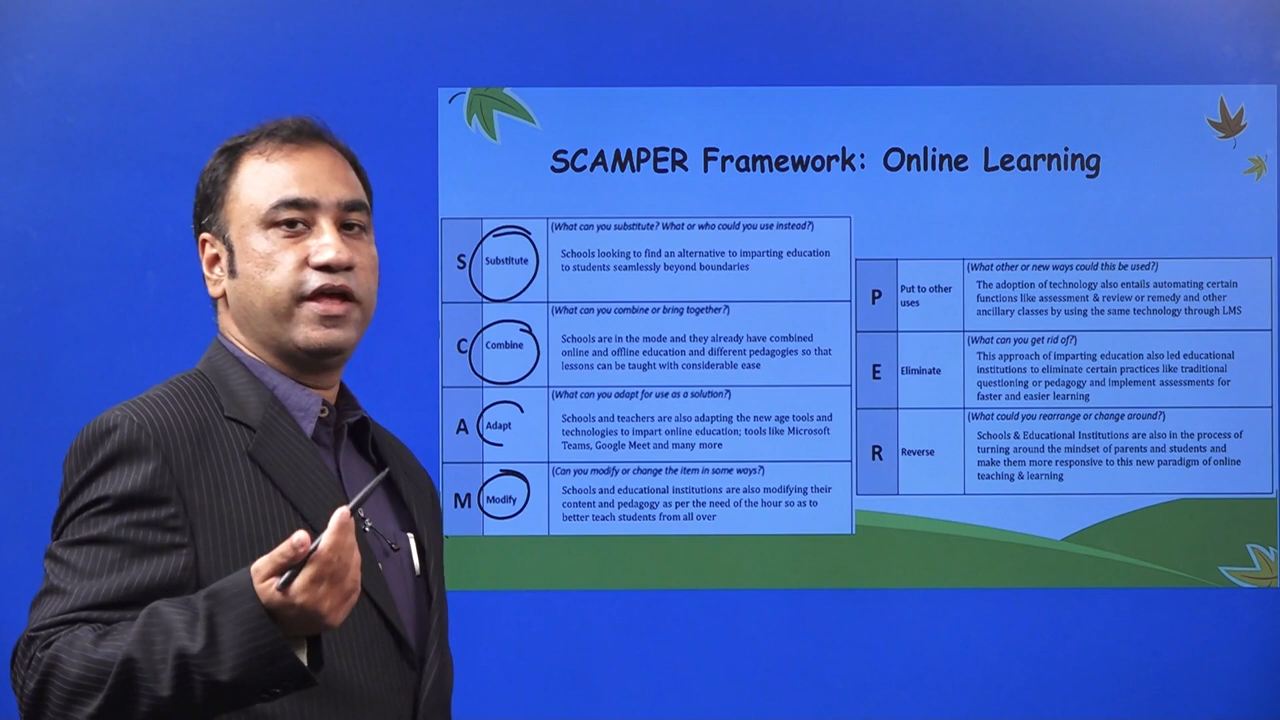 SCAMPER Framework: Online Learning
S
Substitute
(What can you substitute? What or who could you use instead?)
Schools looking to find an alternative to imparting education
to students seamlessly beyond boundaries
C
Combine
(What can you combine or bring together?)
Schools are in the mode and they already have combined
online and offline education and different pedagogies so that
lessons can be taught with considerable ease
A
Adapt
(What can you adapt for use as a solution?)
Schools and teachers are also adapting the new age tools and
technologies to impart online education; tools like Microsoft
Teams, Google Meet and many more
M
Modify
(Can you modify or change the item in some ways?)
Schools and educational institutions are also modifying their
content and pedagogy as per the need of the hour so as to
better teach students from all over
P
Put to other
uses
(What other or new ways could this be used?)
The adoption of technology also entails automating certain
functions like assessment & review or remedy and other
ancillary classes by using the same technology through LMS
E
Eliminate
(What can you get rid of?)
This approach of imparting education also led educational
institutions to eliminate certain practices like traditional
questioning or pedagogy and implement assessments for
faster and easier learning
R
Reverse
(What could you rearrange or change around?)
Schools & Educational Institutions are also in the process of
turning around the mindset of parents and students and
make them more responsive to this new paradigm of online
teaching & learning